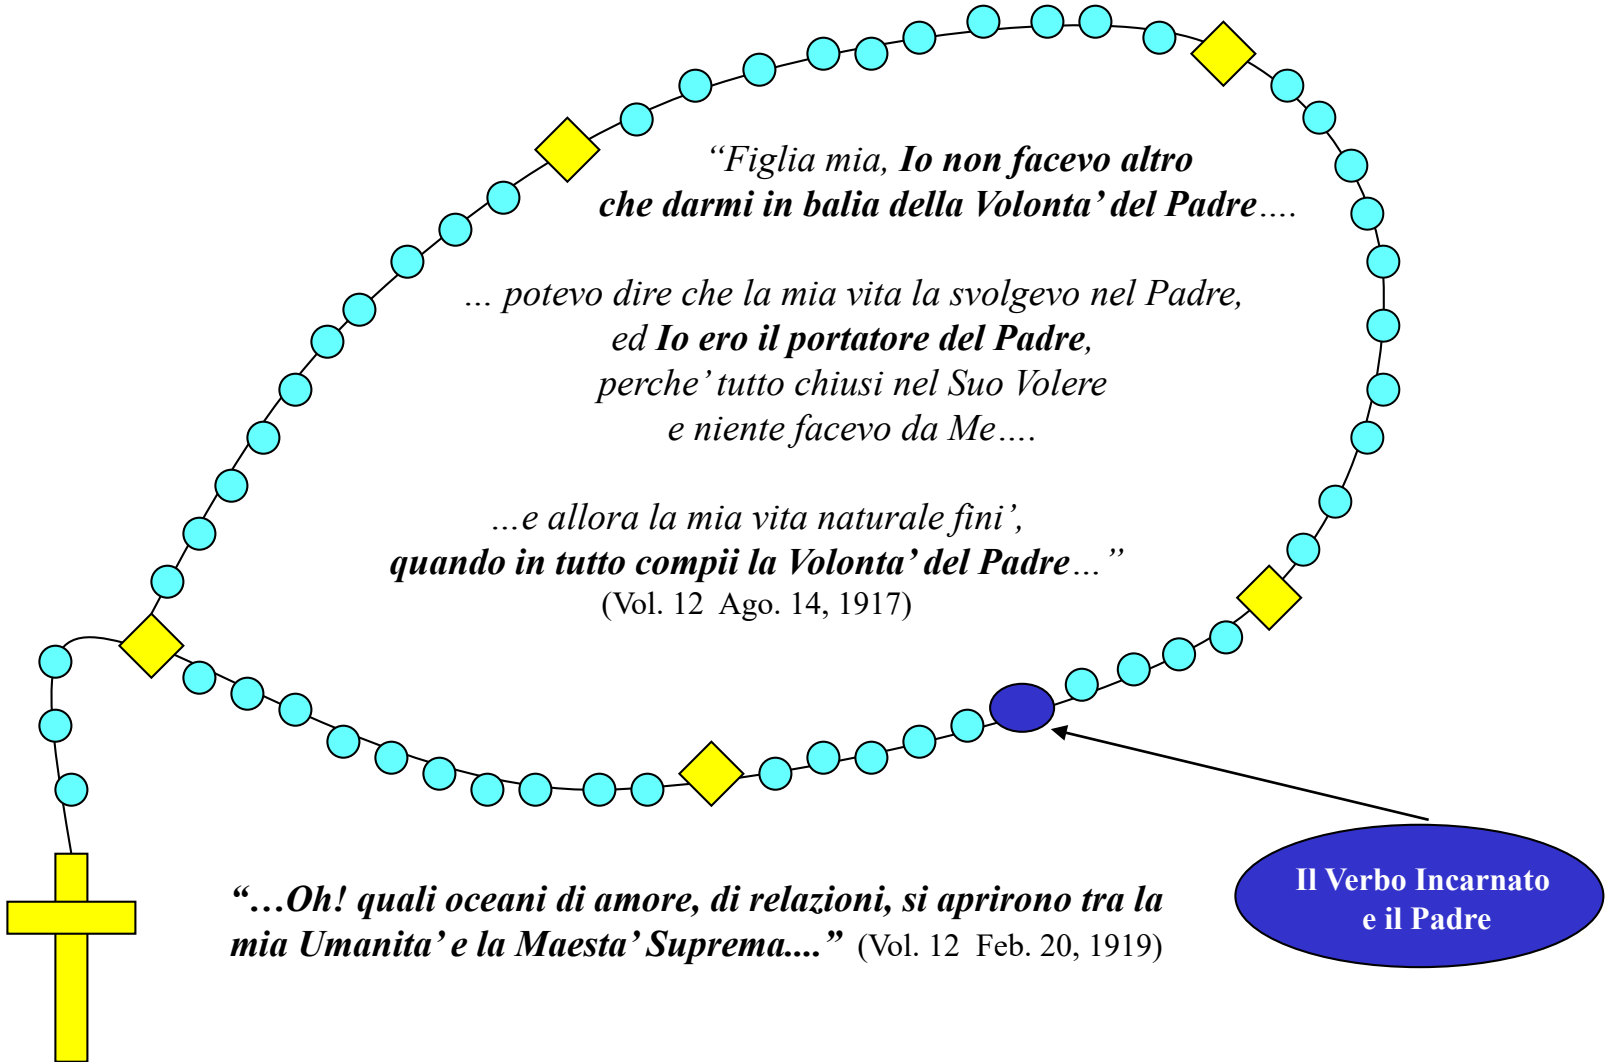 “Figlia mia, Io non facevo altro
che darmi in balia della Volonta’ del Padre….
... potevo dire che la mia vita la svolgevo nel Padre,
ed Io ero il portatore del Padre,
perche’ tutto chiusi nel Suo Volere
e niente facevo da Me….
...e allora la mia vita naturale fini’,
quando in tutto compii la Volonta’ del Padre…”
(Vol. 12 Ago. 14, 1917)
“…Oh! quali oceani di amore, di relazioni, si aprirono tra la
mia Umanita’ e la Maesta’ Suprema....” (Vol. 12 Feb. 20, 1919)
Il Verbo Incarnato
e il Padre